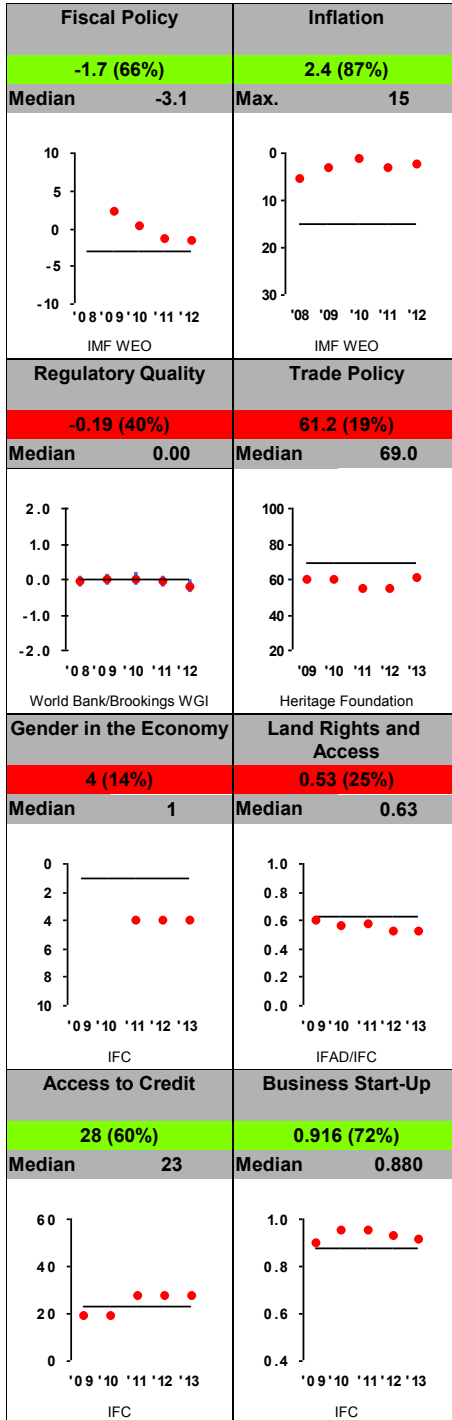 Fiscal Policy
-1.7 (66%)
Median -3.1
10
5
0
-5
-10
'08 '09 '10 '11 '12
IMF WEO
Inflation
2.4 (87%)
Max. 15
0
10
20
30
'08 '09 '10 '11 '12
IMF WEO
Regulatory Quality
-0.19 (40%)
Median 0.00
2.0
1.0
0.0
-1.0
-2.0
'08 '09 '10 '11 '12
World Bank/Brookings WGI
Trade Policy
61.2 (19%)
Median 69.0
100
80
60
40
20
'09 '10 '11 '12 '13
Heritage Foundation
Gender in the Economy
4 (14%)
Median 1
0
2
4
6
8
10
'09 '10 '11 '12 '13
IFC
Land Rights and
Access
0.53 (25%)
Median 0.63
1.0
0.8
0.6
0.4
0.2
0.0
'09 '10 '11 '12 '13
IFAD/IFC
Access to Credit
28 (60%)
Median 23
60
40
20
0
'09 '10 '11 '12 '13
IFC
Business Start-Up
0.916 (72%)
Median 0.880
1.0
0.8
0.6
0.4
'09 '10 '11 '12 '13
IFC